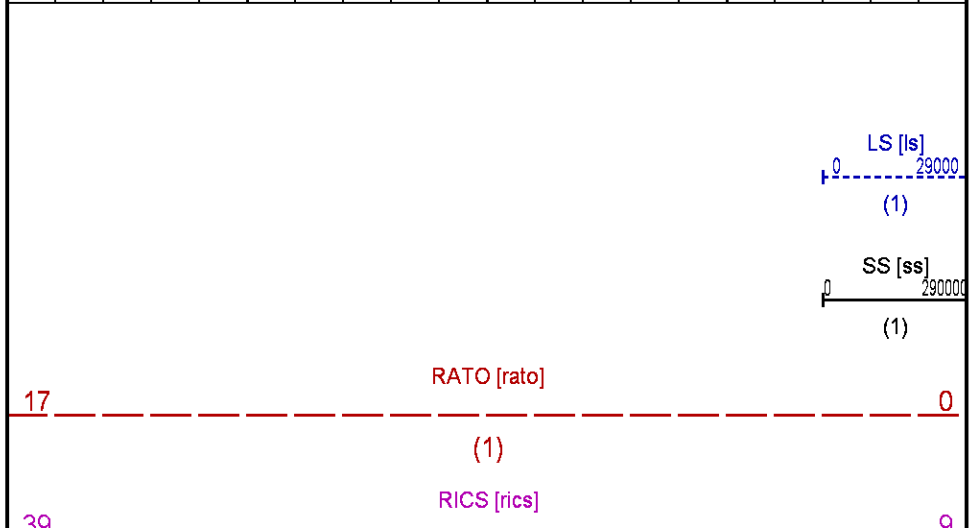 LS [ls]
0 29000
(1)
SS [ss]
0 290000
(1)
RATO [rato]
17 0
(1)
RICS [rics]
39 9